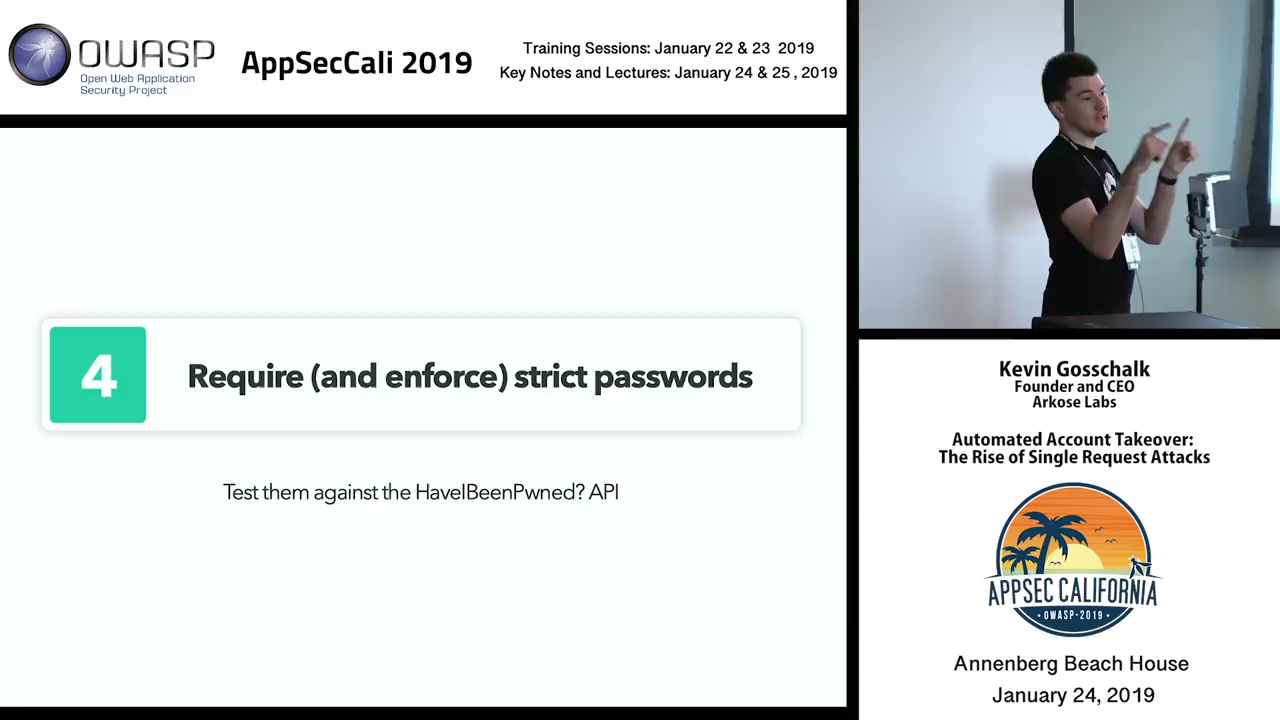 OWASP
Open Web Application
Security Project
AppSecCali 2019
Training Sessions: January 22 & 23 2019
Key Notes and Lectures: January 24 & 25 , 2019
4
Require (and enforce) strict passwords
Test them against the HaveIBeenPwned? API
Kevin Gosschalk
Founder and CEO
Arkose Labs
Automated Account Takeover:
The Rise of Single Request Attacks
APPSEC CALIFORNIA
• OWASP-2019 •
Annenberg Beach House
January 24, 2019